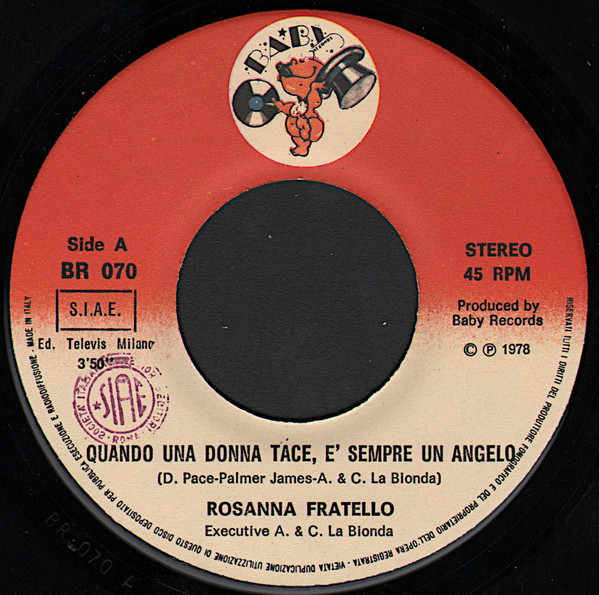 BABY
RECORDS
Side A
BR 070
S.I.A.E.
Ed. Televis Milano
3'50"
STEREO
45 RPM
Produced by
Baby Records
© ℗ 1978
SIAE
QUANDO UNA DONNA TACE, E' SEMPRE UN ANGELO
(D. Pace-Palmer James-A. & C. La Bionda)
ROSANNA FRATELLO
Executive A. & C. La Bionda
RISERVATI TUTTI I DIRITTI DEL PRODUTTORE FONOGRAFICO E DEL PROPRIETARIO DELL'OPERA REGISTRATA - VIETATA DUPLICAZIONE UTILIZZAZIONE DI QUESTO DISCO DEPOSITATO PER PUBBLICA ESECUZIONE E RADIODIFFUSIONE - MADE IN ITALY
BR 070 A